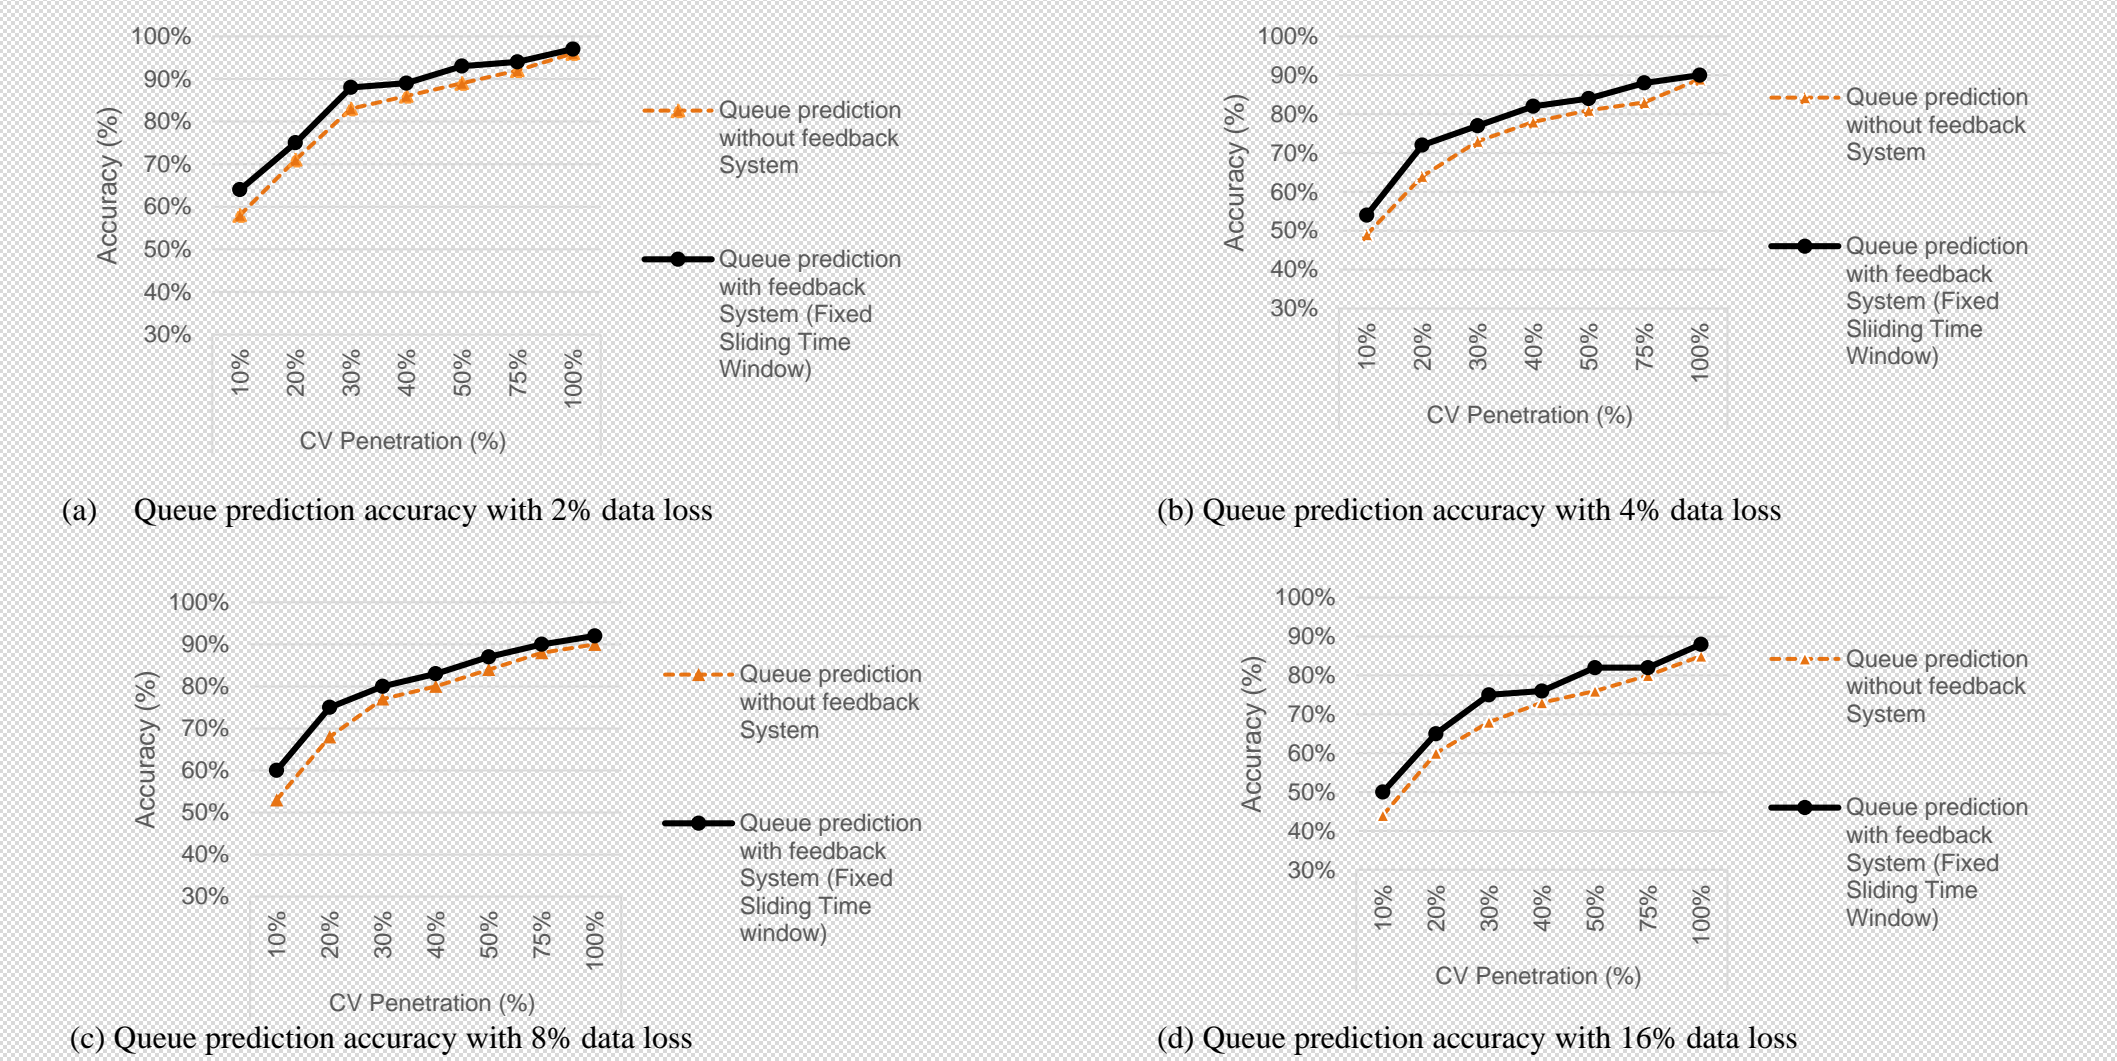 100%
90%
80%
70%
60%
50%
40%
30%
Accuracy (%)
10%
20%
30%
40%
50%
75%
100%
CV Penetration (%)
Queue prediction
without feedback
System
Queue prediction
with feedback
System (Fixed
Sliding Time
Window)
(a) Queue prediction accuracy with 2% data loss
100%
90%
80%
70%
60%
50%
40%
30%
Accuracy (%)
10%
20%
30%
40%
50%
75%
100%
CV Penetration (%)
Queue prediction
without feedback
System
Queue prediction
with feedback
System (Fixed
Sliiding Time
Window)
(b) Queue prediction accuracy with 4% data loss
100%
90%
80%
70%
60%
50%
40%
30%
Accuracy (%)
10%
20%
30%
40%
50%
75%
100%
CV Penetration (%)
Queue prediction
without feedback
System
Queue prediction
with feedback
System (Fixed
Sliding Time
window)
(c) Queue prediction accuracy with 8% data loss
100%
90%
80%
70%
60%
50%
40%
30%
Accuracy (%)
10%
20%
30%
40%
50%
75%
100%
CV Penetration (%)
Queue prediction
without feedback
System
Queue prediction
with feedback
System (Fixed
Sliding Time
Window)
(d) Queue prediction accuracy with 16% data loss